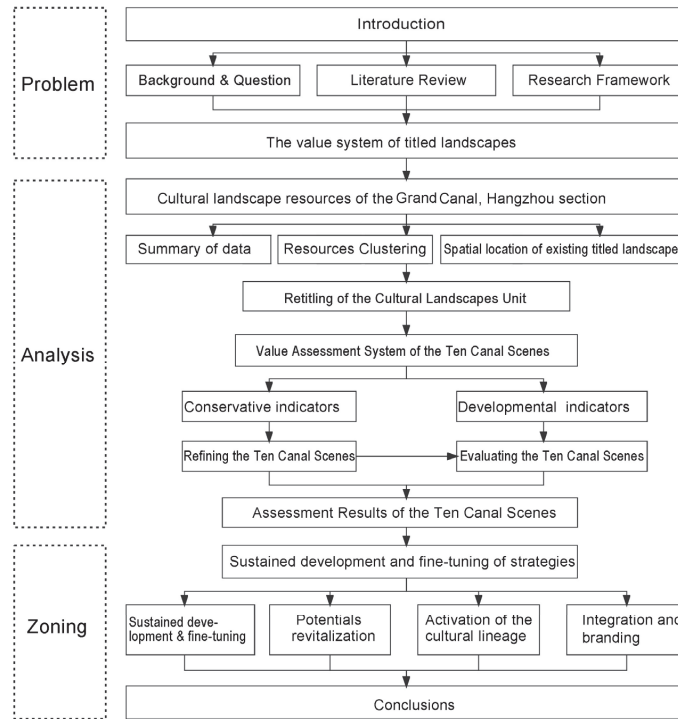 Introduction
Problem
Background & Question
Literature Review
Research Framework
The value system of titled landscapes
Cultural landscape resources of the Grand Canal, Hangzhou section
Summary of data
Resources Clustering
Spatial location of existing titled landscape
Retitling of the Cultural Landscapes Unit
Analysis
Value Assessment System of the Ten Canal Scenes
Conservative indicators
Developmental indicators
Refining the Ten Canal Scenes
Evaluating the Ten Canal Scenes
Assessment Results of the Ten Canal Scenes
Sustained development and fine-tuning of strategies
Zoning
Sustained deve-
lopment & fine-tuning
Potentials
revitalization
Activation of the
cultural lineage
Integration and
branding
Conclusions